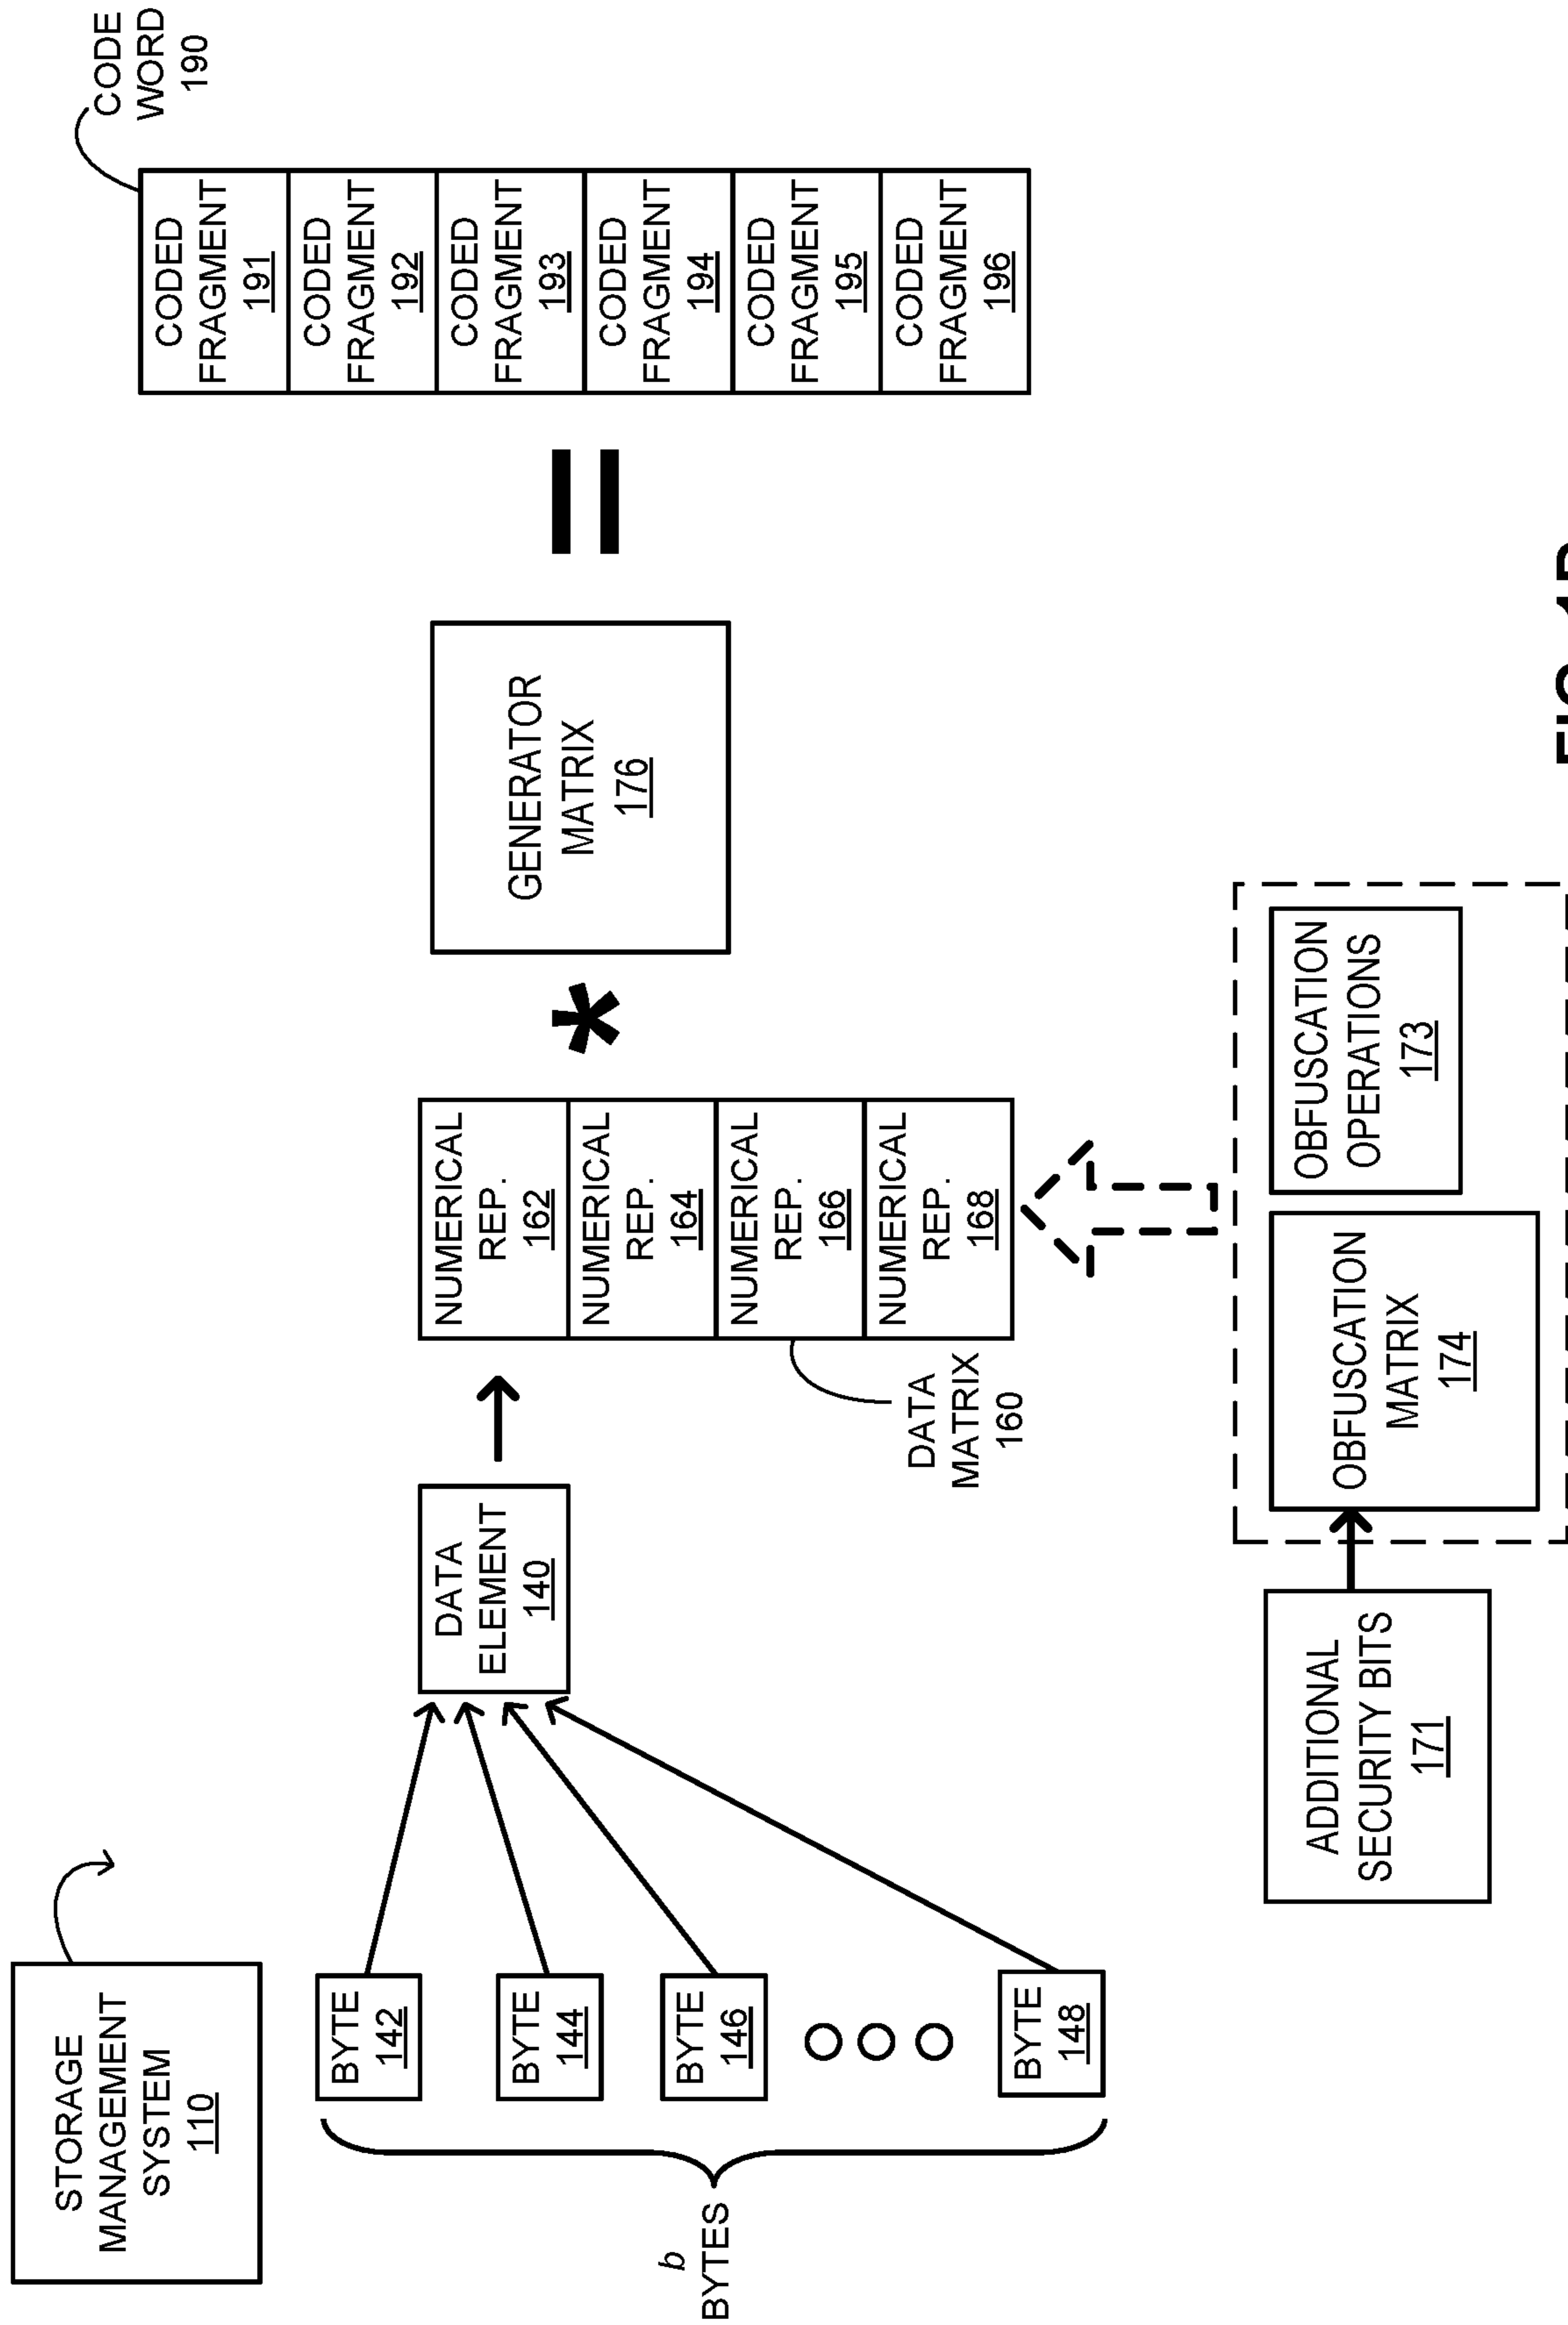 STORAGE
MANAGEMENT
SYSTEM
110
b
BYTES
BYTE
142
BYTE
144
BYTE
146
BYTE
148
DATA
ELEMENT
140
NUMERICAL
REP.
162
NUMERICAL
REP.
164
NUMERICAL
REP.
166
NUMERICAL
REP.
168
DATA
MATRIX
160
*
GENERATOR
MATRIX
176
=
CODE
WORD
190
CODED
FRAGMENT
191
CODED
FRAGMENT
192
CODED
FRAGMENT
193
CODED
FRAGMENT
194
CODED
FRAGMENT
195
CODED
FRAGMENT
196
ADDITIONAL
SECURITY BITS
171
OBFUSCATION
MATRIX
174
OBFUSCATION
OPERATIONS
173